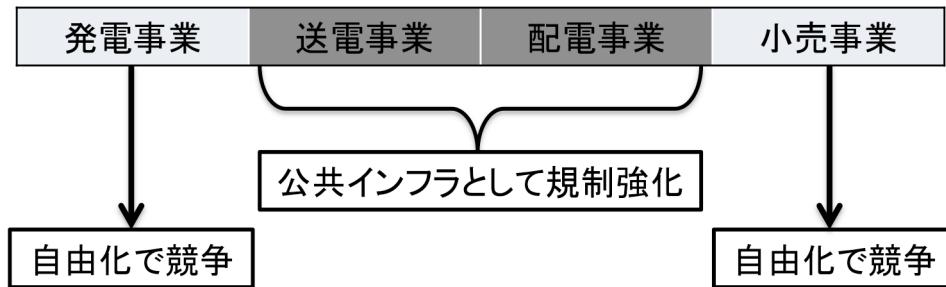 発電事業
送電事業
配電事業
小売事業
公共インフラとして規制強化
自由化で競争
自由化で競争